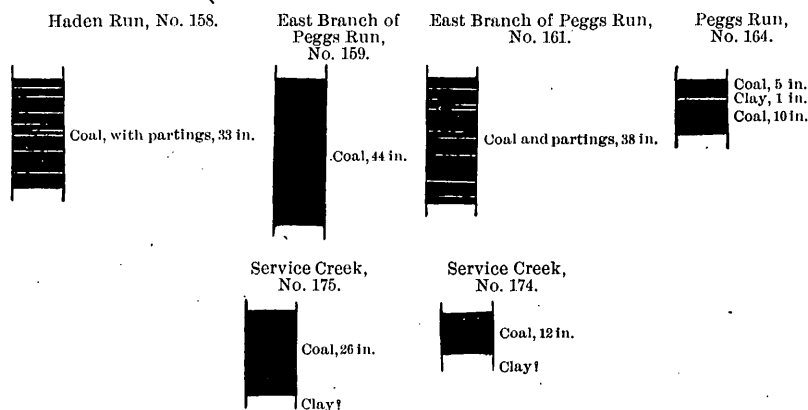 Haden Run, No. 158.
Coal, with partings, 33 in.
East Branch of
Peggs Run,
No. 159.
Coal, 44 in.
East Branch of Peggs Run,
No. 161.
Coal and partings, 38 in.
Peggs Run,
No. 164.
Coal, 5 in.
Clay, 1 in.
Coal, 10 in.
Service Creek,
No. 175.
Coal, 26 in.
Clay?
Service Creek,
No. 174.
Coal, 12 in.
Clay?